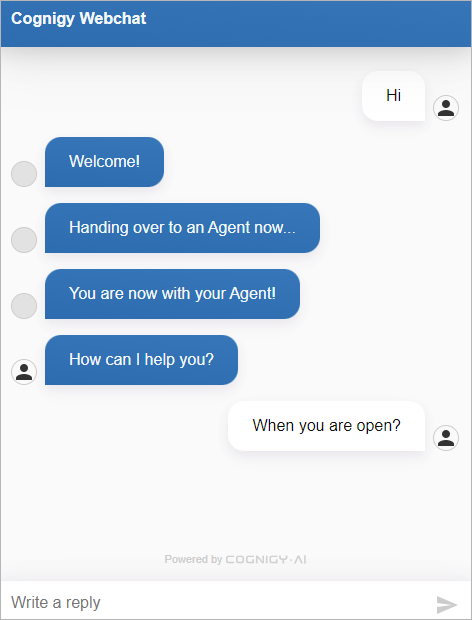 Cognigy Webchat
Hi
Welcome!
Handing over to an Agent now...
You are now with your Agent!
How can I help you?
When you are open?
Powered by COGNIGY·AI
Write a reply